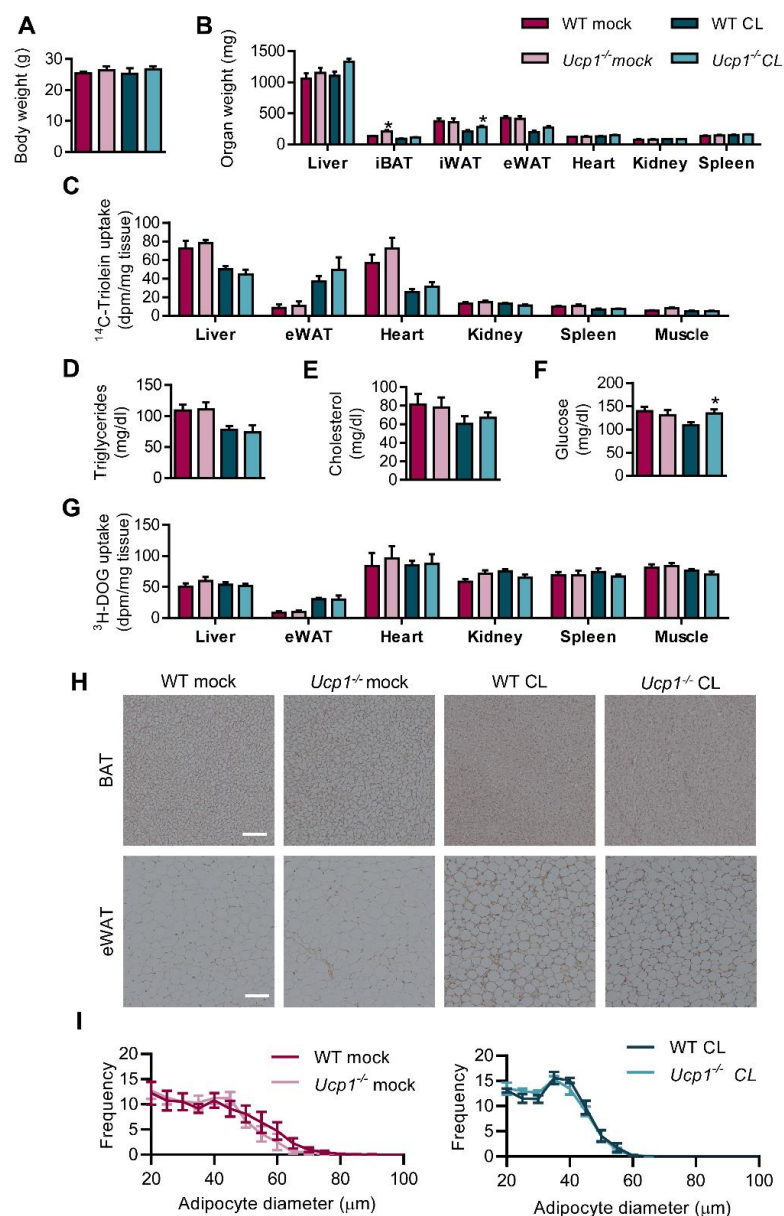 A
Body weight (g)
30
20
10
0
B
Organ weight (mg)
1500
1000
500
0
WT mock
WT CL
Ucp1-/-mock
Ucp1-/-CL
*
*
Liver iBAT iWAT eWAT Heart Kidney Spleen
C
14C-Triolein uptake
(dpm/mg tissue)
100
80
60
40
20
0
Liver eWAT Heart Kidney Spleen Muscle
D
Triglycerides
(mg/dl)
150
100
50
0
E
Cholesterol
(mg/dl)
100
80
60
40
20
0
F
Glucose
(mg/dl)
200
150
100
50
0
*
G
3H-DOG uptake
(dpm/mg tissue)
150
100
50
0
Liver eWAT Heart Kidney Spleen Muscle
H
WT mock Ucp1-/- mock WT CL Ucp1-/- CL
BAT
eWAT
I
Frequency
20
15
10
5
0
WT mock
Ucp1-/- mock
20 40 60 80 100
Adipocyte diameter (μm)
Frequency
20
15
10
5
0
WT CL
Ucp1-/- CL
20 40 60 80 100
Adipocyte diameter (μm)